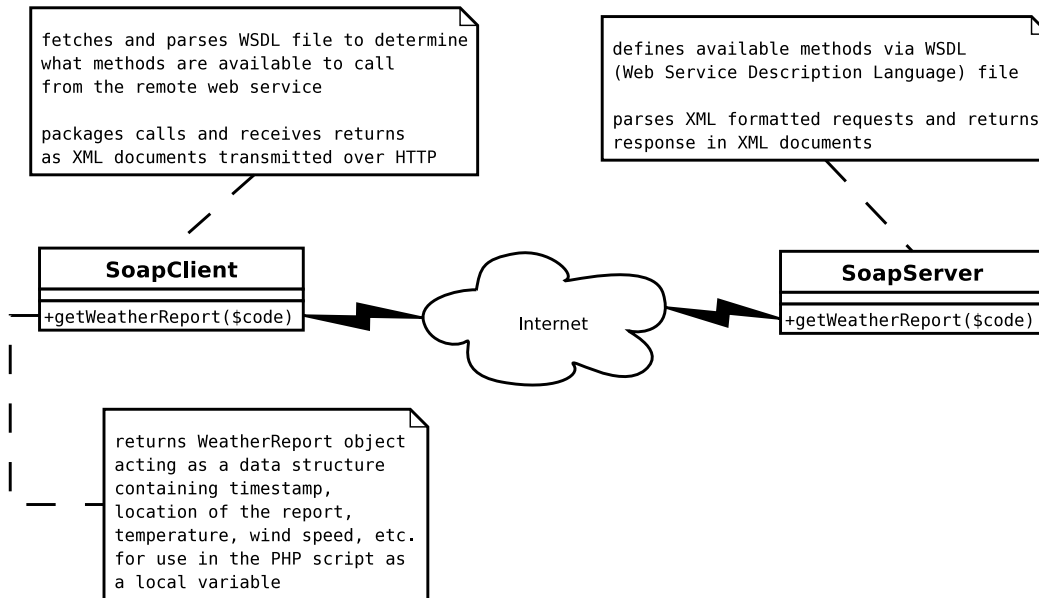 fetches and parses WSDL file to determine
what methods are available to call
from the remote web service
packages calls and receives returns
as XML documents transmitted over HTTP
defines available methods via WSDL
(Web Service Description Language) file
parses XML formatted requests and returns
response in XML documents
SoapClient
+getWeatherReport($code)
Internet
SoapServer
+getWeatherReport($code)
returns WeatherReport object
acting as a data structure
containing timestamp,
location of the report,
temperature, wind speed, etc.
for use in the PHP script as
a local variable